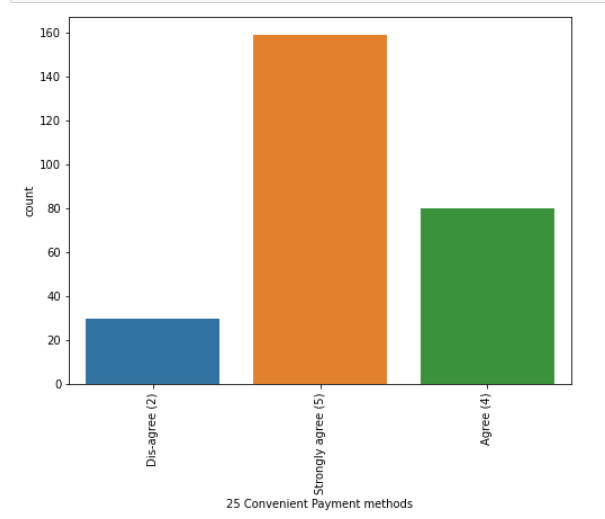 160
140
120
100
80
60
40
20
0
count
Dis-agree (2)
Strongly agree (5)
Agree (4)
25 Convenient Payment methods